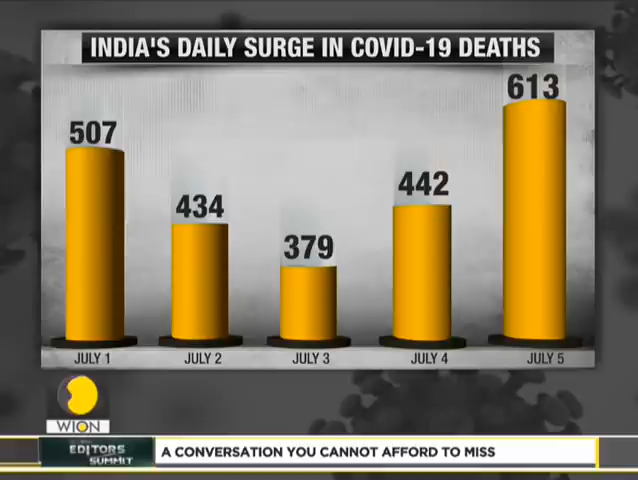 INDIA'S DAILY SURGE IN COVID-19 DEATHS
507
434
379
442
613
JULY 1
JULY 2
JULY 3
JULY 4
JULY 5
WION
EDITORS
SUMMIT
A CONVERSATION YOU CANNOT AFFORD TO MISS